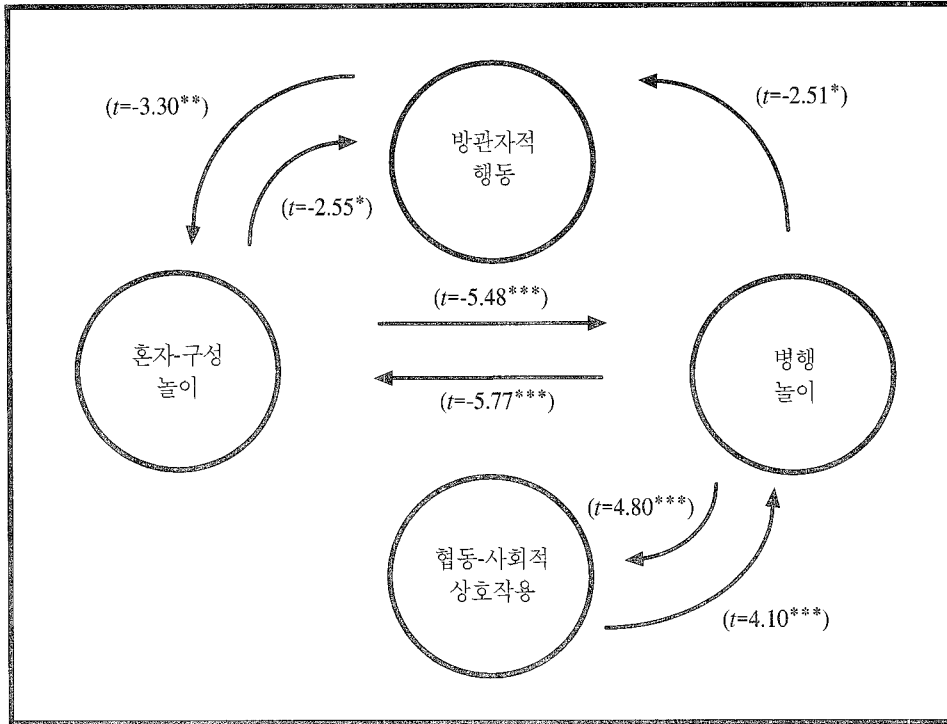 (t=-3.30**)
(t=-2.51*)
방관자적
행동
(t=-2.55*)
(t=-5.48***)
혼자-구성
놀이
병행
놀이
(t=-5.77***)
(t=4.80***)
협동-사회적
상호작용
(t=4.10***)